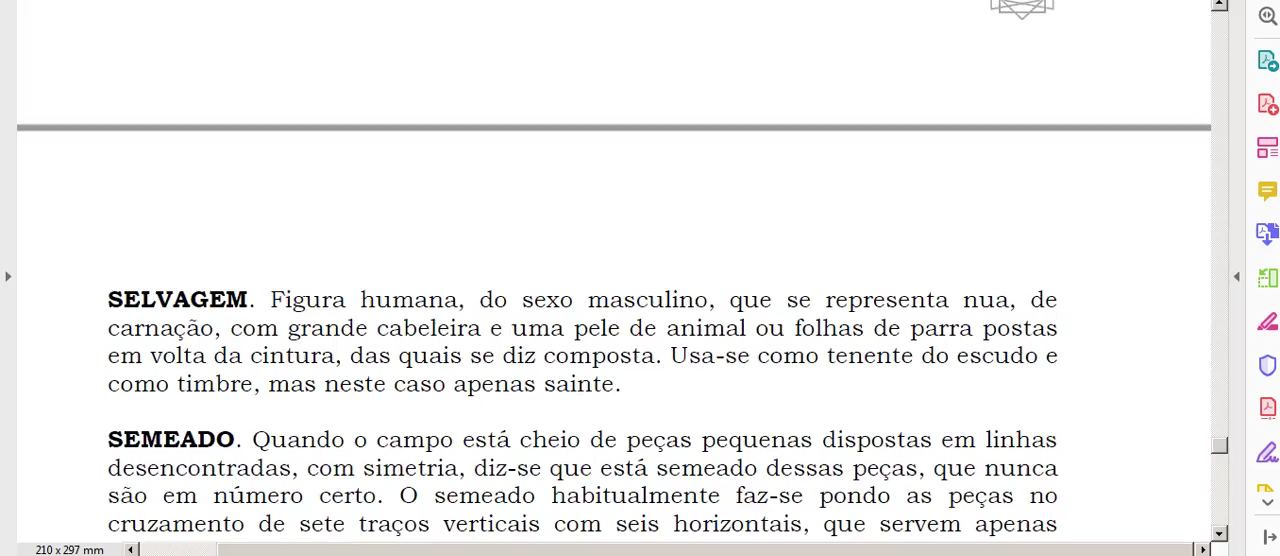 SELVAGEM. Figura humana, do sexo masculino, que se representa nua, de
carnação, com grande cabeleira e uma pele de animal ou folhas de parra postas
em volta da cintura, das quais se diz composta. Usa-se como tenente do escudo e
como timbre, mas neste caso apenas sainte.
SEMEADO. Quando o campo está cheio de peças pequenas dispostas em linhas
desencontradas, com simetria, diz-se que está semeado dessas peças, que nunca
são em número certo. O semeado habitualmente faz-se pondo as peças no
cruzamento de sete traços verticais com seis horizontais, que servem apenas
210 x 297 mm